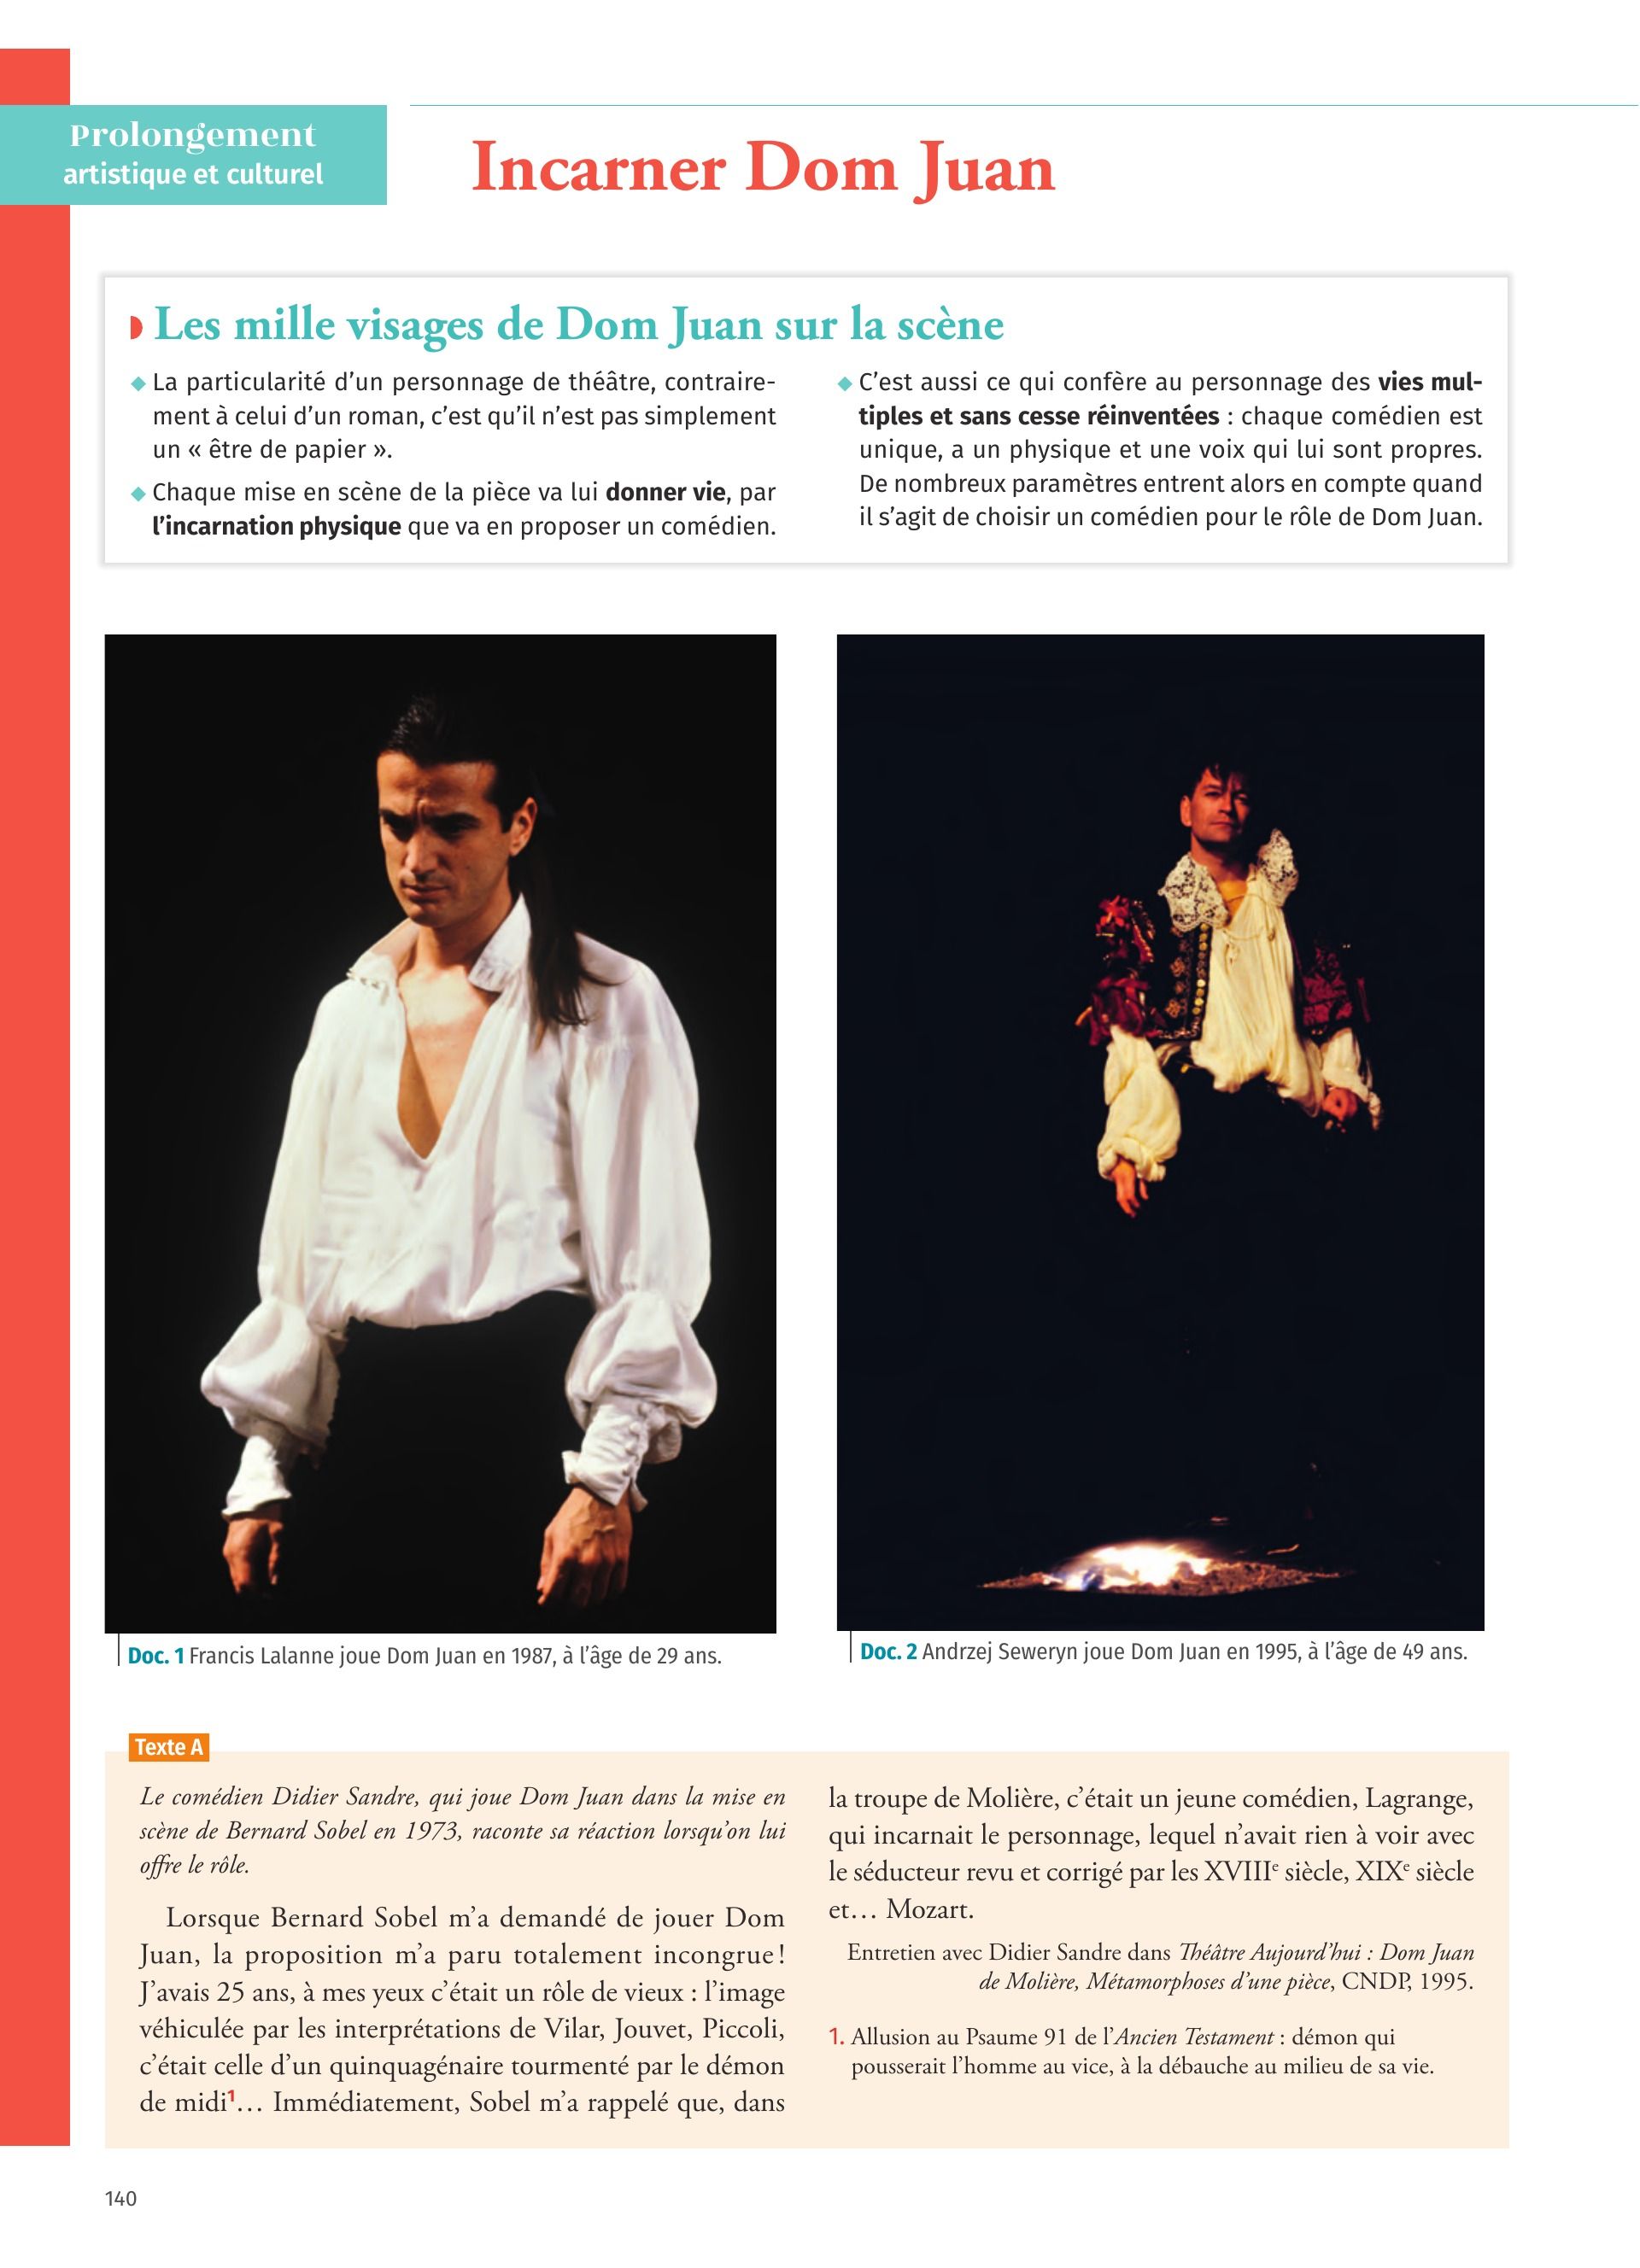 Prolongement
artistique et culturel
Incarner Dom Juan
Les mille visages de Dom Juan sur la scène
La particularité d’un personnage de théâtre, contraire-
ment à celui d’un roman, c’est qu’il n’est pas simplement
un « être de papier ».
Chaque mise en scène de la pièce va lui donner vie, par
l’incarnation physique que va en proposer un comédien.
C’est aussi ce qui confère au personnage des vies mul-
tiples et sans cesse réinventées : chaque comédien est
unique, a un physique et une voix qui lui sont propres.
De nombreux paramètres entrent alors en compte quand
il s’agit de choisir un comédien pour le rôle de Dom Juan.
Doc. 1 Francis Lalanne joue Dom Juan en 1987, à l’âge de 29 ans.
Doc. 2 Andrzej Seweryn joue Dom Juan en 1995, à l’âge de 49 ans.
Texte A
Le comédien Didier Sandre, qui joue Dom Juan dans la mise en
scène de Bernard Sobel en 1973, raconte sa réaction lorsqu’on lui
offre le rôle.
Lorsque Bernard Sobel m’a demandé de jouer Dom
Juan, la proposition m’a paru totalement incongrue !
J’avais 25 ans, à mes yeux c’était un rôle de vieux : l’image
véhiculée par les interprétations de Vilar, Jouvet, Piccoli,
c’était celle d’un quinquagénaire tourmenté par le démon
de midi1… Immédiatement, Sobel m’a rappelé que, dans
la troupe de Molière, c’était un jeune comédien, Lagrange,
qui incarnait le personnage, lequel n’avait rien à voir avec
le séducteur revu et corrigé par les XVIIIe siècle, XIXe siècle
et… Mozart.
Entretien avec Didier Sandre dans Théâtre Aujourd’hui : Dom Juan
de Molière, Métamorphoses d’une pièce, CNDP, 1995.
1. Allusion au Psaume 91 de l’Ancien Testament : démon qui
pousserait l’homme au vice, à la débauche au milieu de sa vie.
140